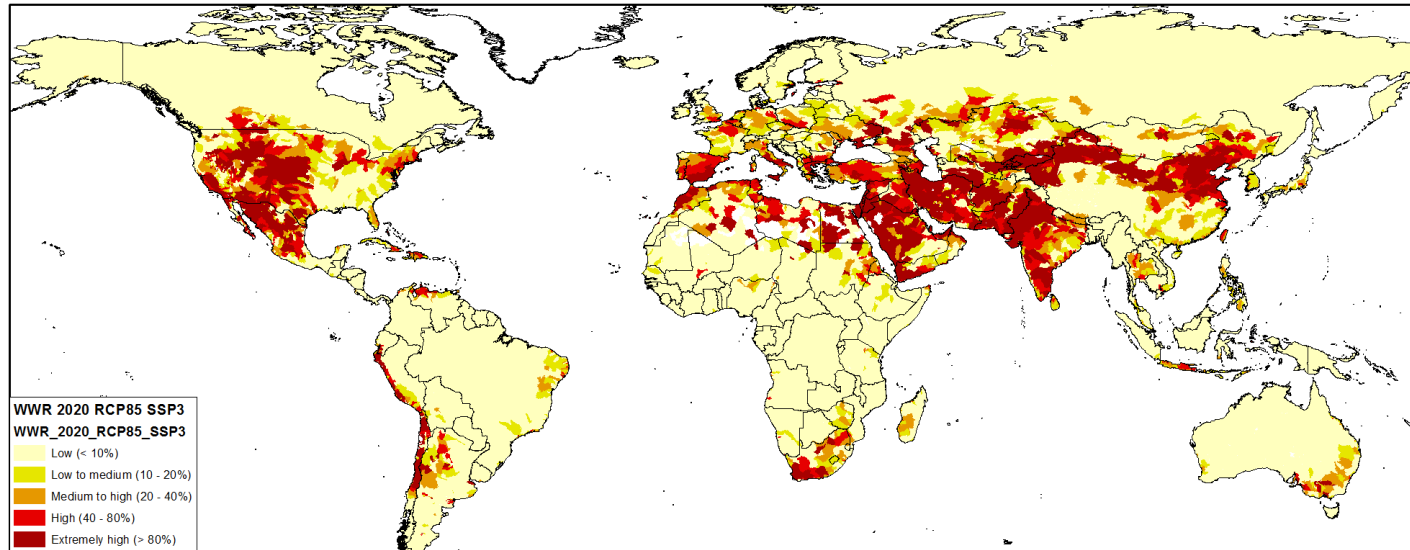 WWR 2020 RCP85 SSP3
WWR_2020_RCP85_SSP3
Low (< 10%)
Low to medium (10 - 20%)
Medium to high (20 - 40%)
High (40 - 80%)
Extremely high (> 80%)